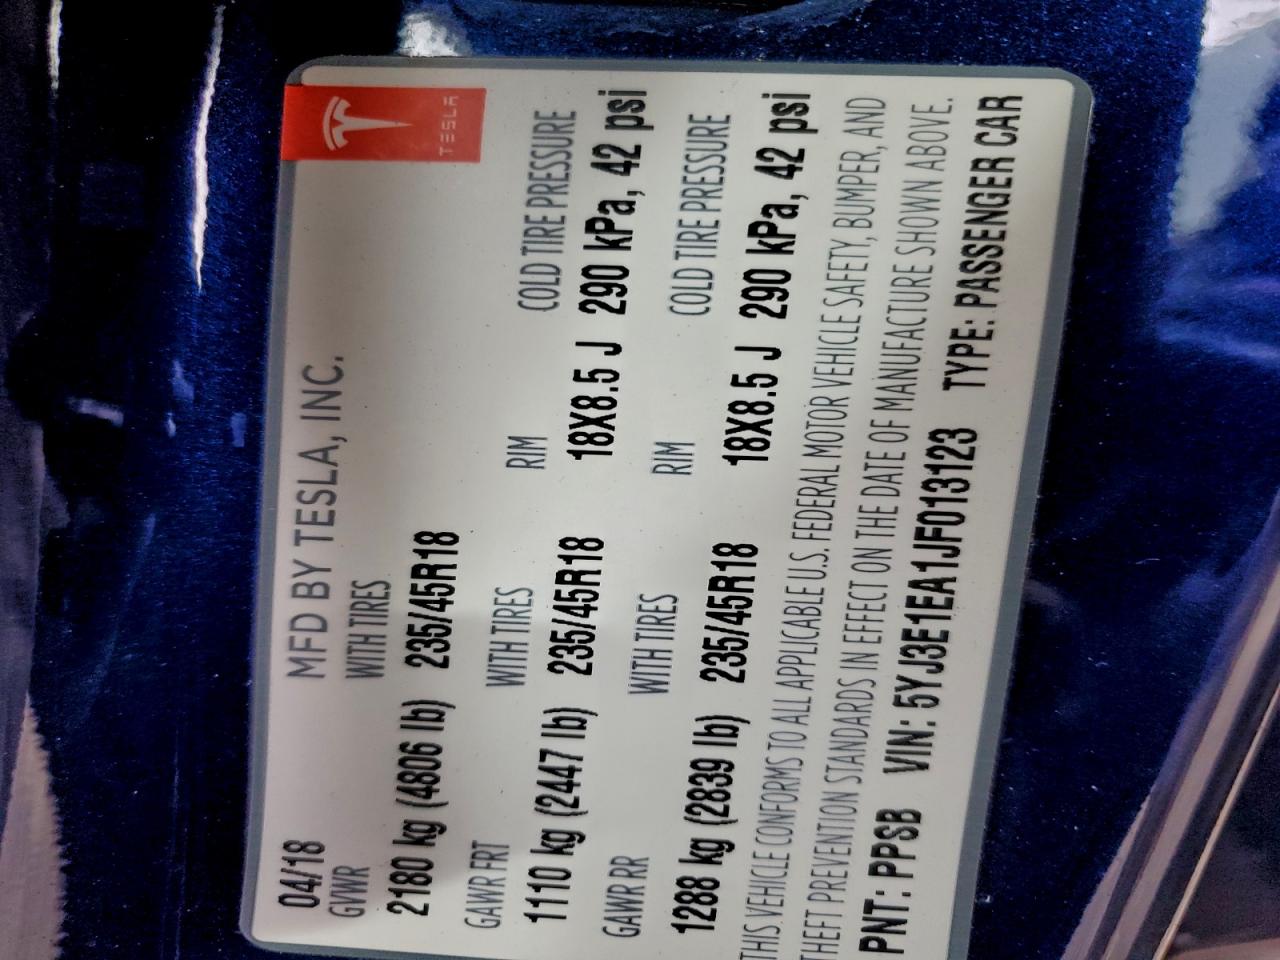 04/18 MFD BY TESLA, INC.
TESLA
GVWR WITH TIRES
2180 kg (4806 lb) 235/45R18
GAWR FRT WITH TIRES RIM COLD TIRE PRESSURE
1110 kg (2447 lb) 235/45R18 18X8.5 J 290 kPa, 42 psi
GAWR RR WITH TIRES RIM COLD TIRE PRESSURE
1288 kg (2839 lb) 235/45R18 18X8.5 J 290 kPa, 42 psi
THIS VEHICLE CONFORMS TO ALL APPLICABLE U.S. FEDERAL MOTOR VEHICLE SAFETY, BUMPER, AND
THEFT PREVENTION STANDARDS IN EFFECT ON THE DATE OF MANUFACTURE SHOWN ABOVE.
PNT: PPSB VIN: 5YJ3E1EA1JF013123 TYPE: PASSENGER CAR